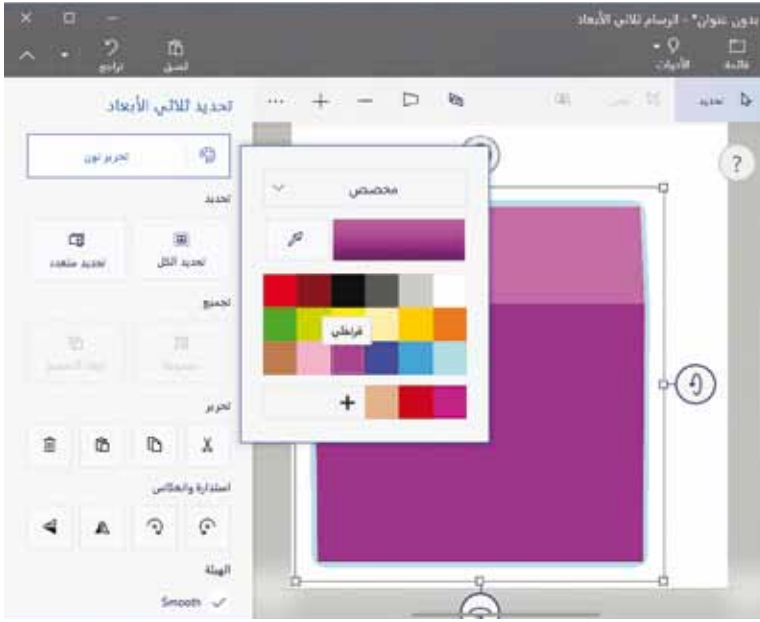 بدون عنوان* - الرسام ثلاثي الأبعاد
قائمة
الأدوات
لصق
تراجع
تحديد
تحديد ثلاثي الأبعاد
تحرير لون
مخصص
تحديد
تحديد الكل
تحديد متعدد
تجميع
قرنفلي
تحرير
استدارة وانعكاس
الهيئة
Smooth
?